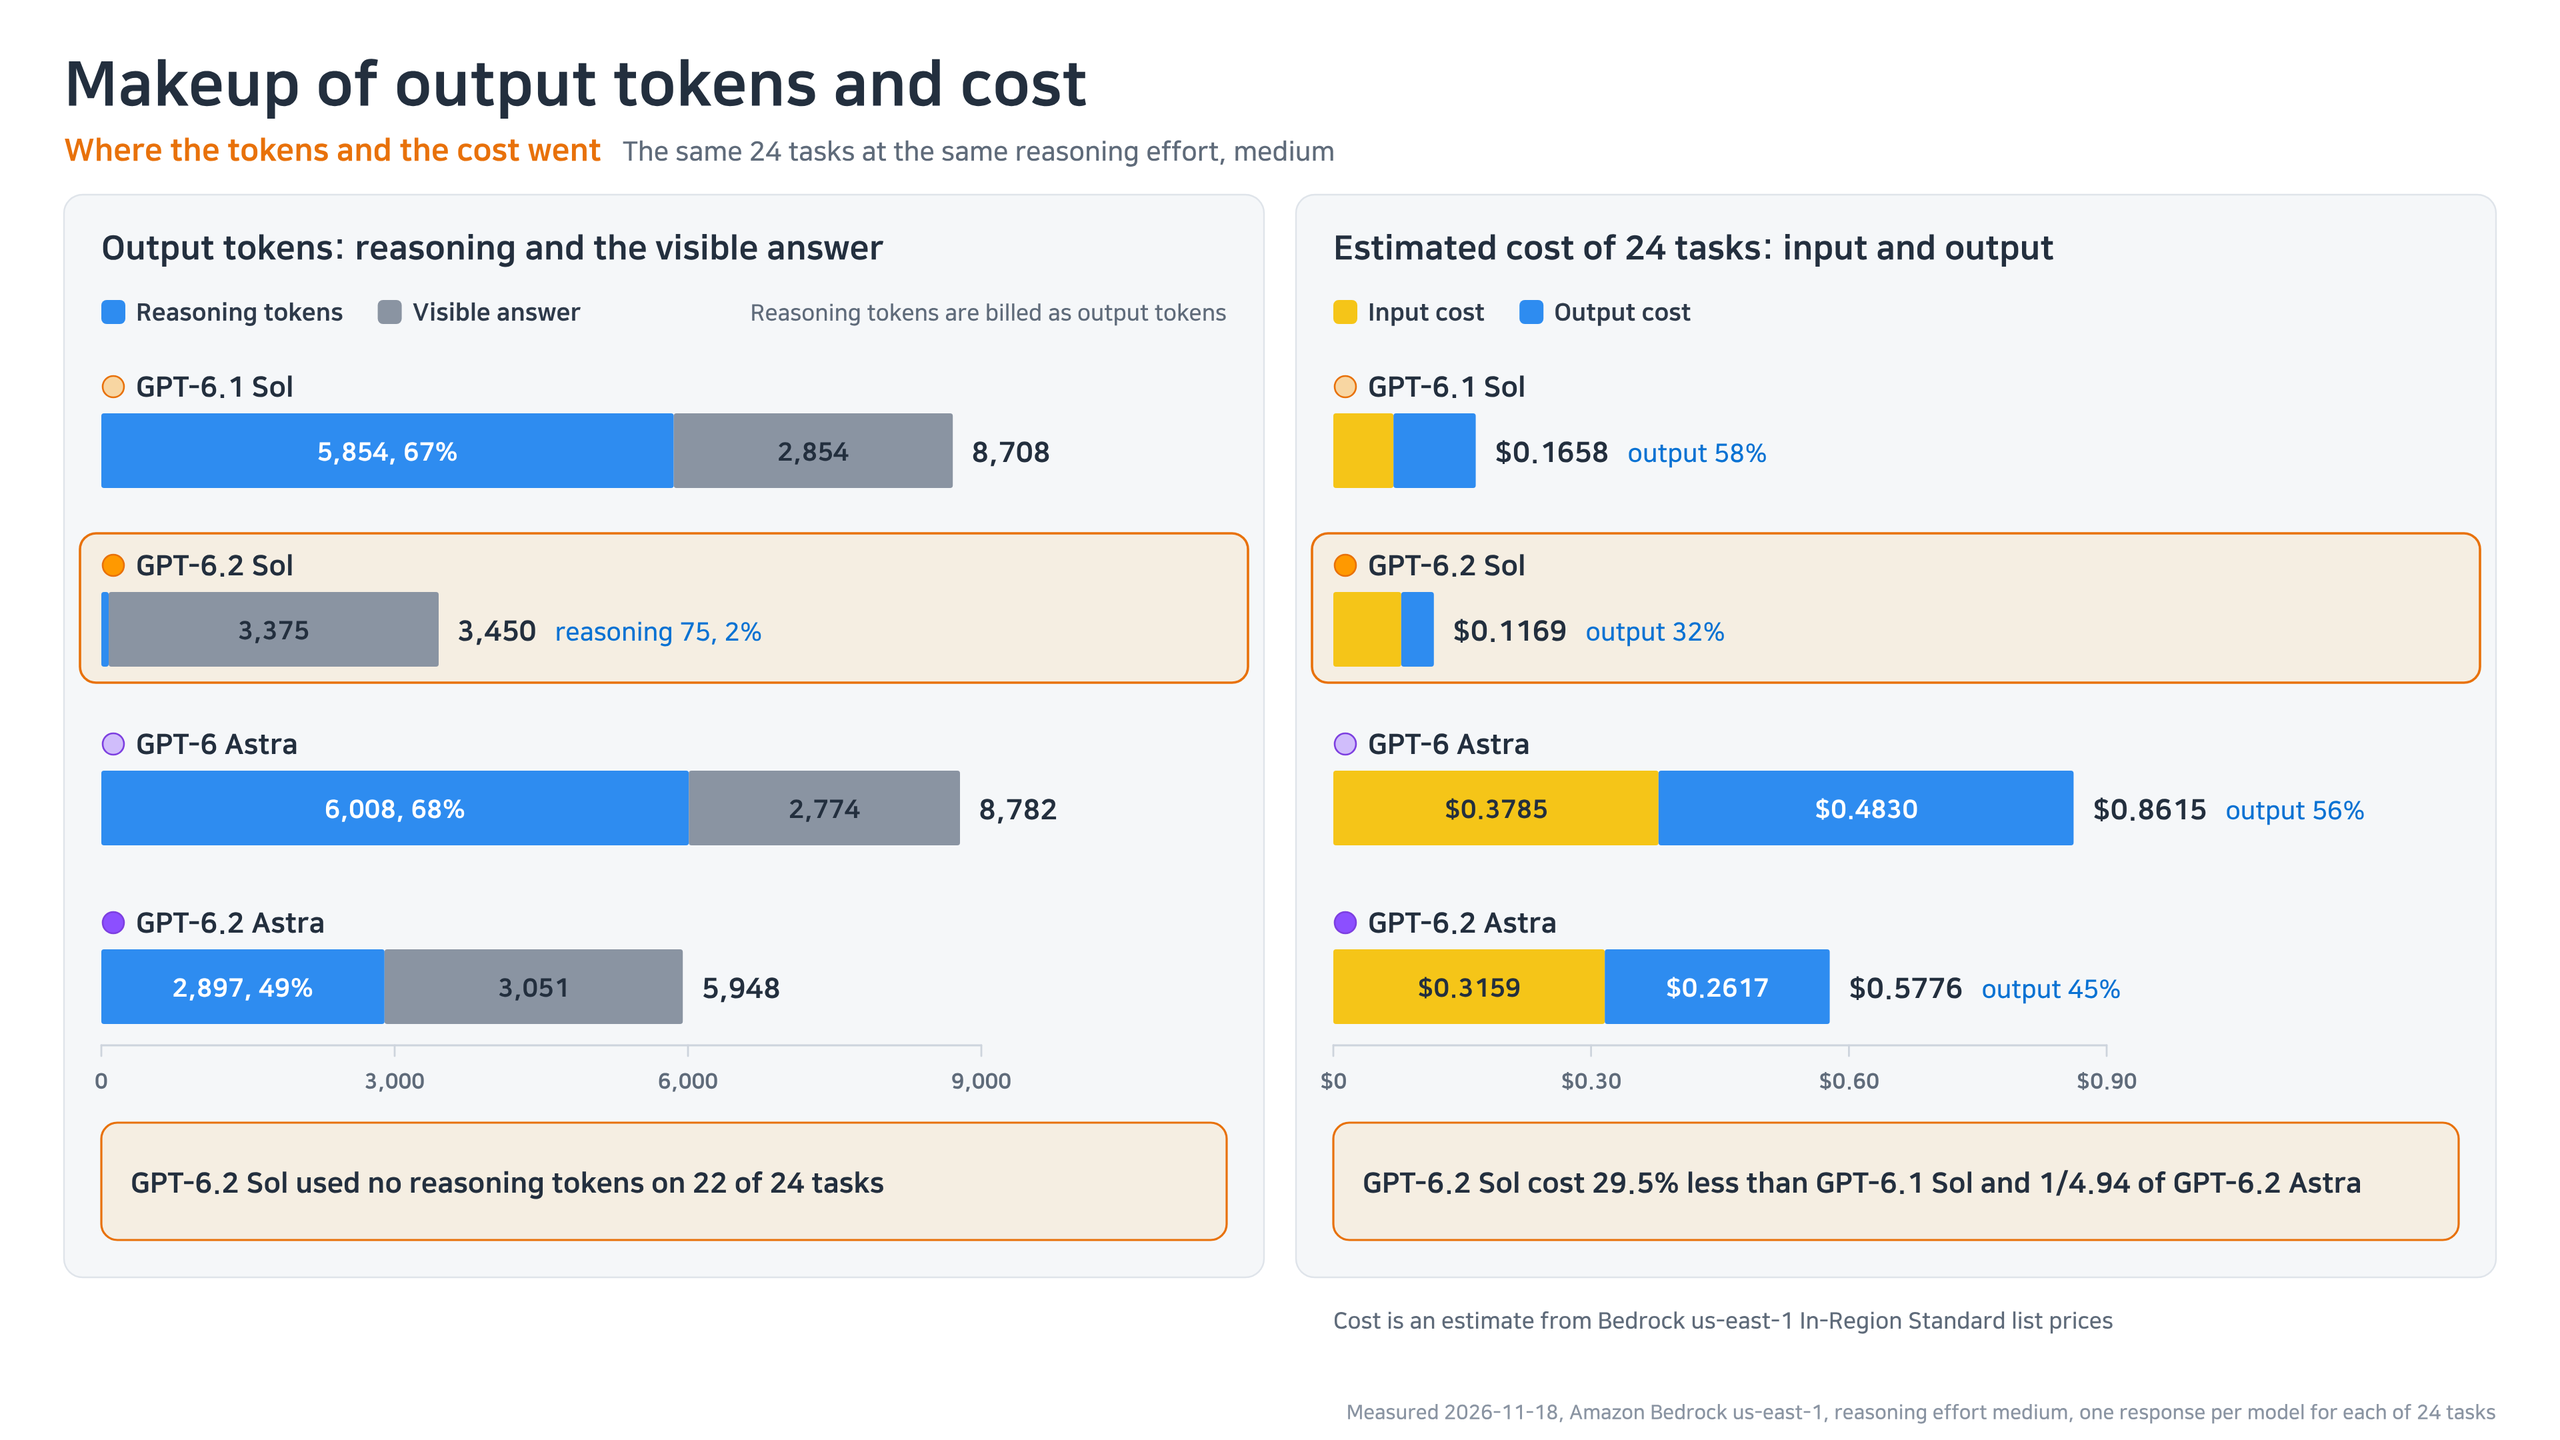 Makeup of output tokens and cost
Where the tokens and the cost went The same 24 tasks at the same reasoning effort, medium
Output tokens: reasoning and the visible answer
Reasoning tokens Visible answer Reasoning tokens are billed as output tokens
GPT-6.1 Sol
5,854, 67% 2,854 8,708
GPT-6.2 Sol
3,375 3,450 reasoning 75, 2%
GPT-6 Astra
6,008, 68% 2,774 8,782
GPT-6.2 Astra
2,897, 49% 3,051 5,948
0 3,000 6,000 9,000
GPT-6.2 Sol used no reasoning tokens on 22 of 24 tasks
Estimated cost of 24 tasks: input and output
Input cost Output cost
GPT-6.1 Sol
$0.1658 output 58%
GPT-6.2 Sol
$0.1169 output 32%
GPT-6 Astra
$0.3785 $0.4830 $0.8615 output 56%
GPT-6.2 Astra
$0.3159 $0.2617 $0.5776 output 45%
$0 $0.30 $0.60 $0.90
GPT-6.2 Sol cost 29.5% less than GPT-6.1 Sol and 1/4.94 of GPT-6.2 Astra
Cost is an estimate from Bedrock us-east-1 In-Region Standard list prices
Measured 2026-11-18, Amazon Bedrock us-east-1, reasoning effort medium, one response per model for each of 24 tasks